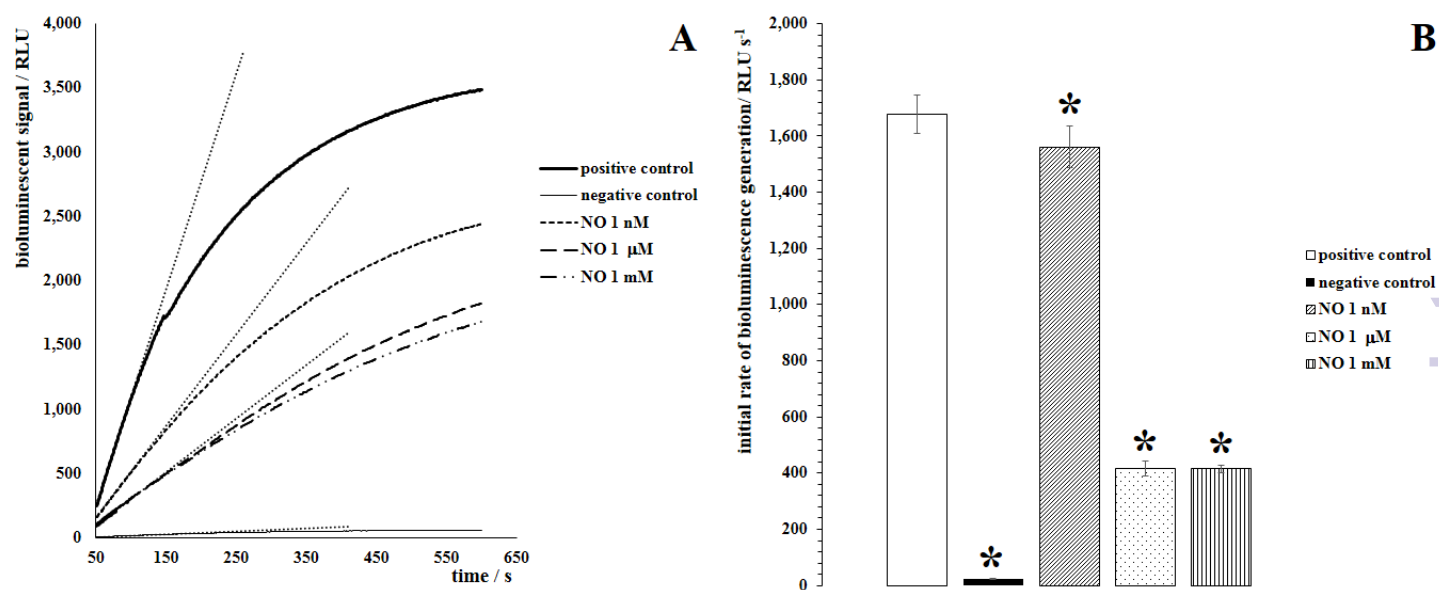 A
bioluminescent signal / RLU
4,000
3,500
3,000
2,500
2,000
1,500
1,000
500
0
50
150
250
350
450
550
650
time / s
positive control
negative control
NO 1 nM
NO 1 μM
NO 1 mM
B
initial rate of bioluminescence generation/ RLU s-1
2,000
1,800
1,600
1,400
1,200
1,000
800
600
400
200
0
*
*
*
*
positive control
negative control
NO 1 nM
NO 1 μM
NO 1 mM